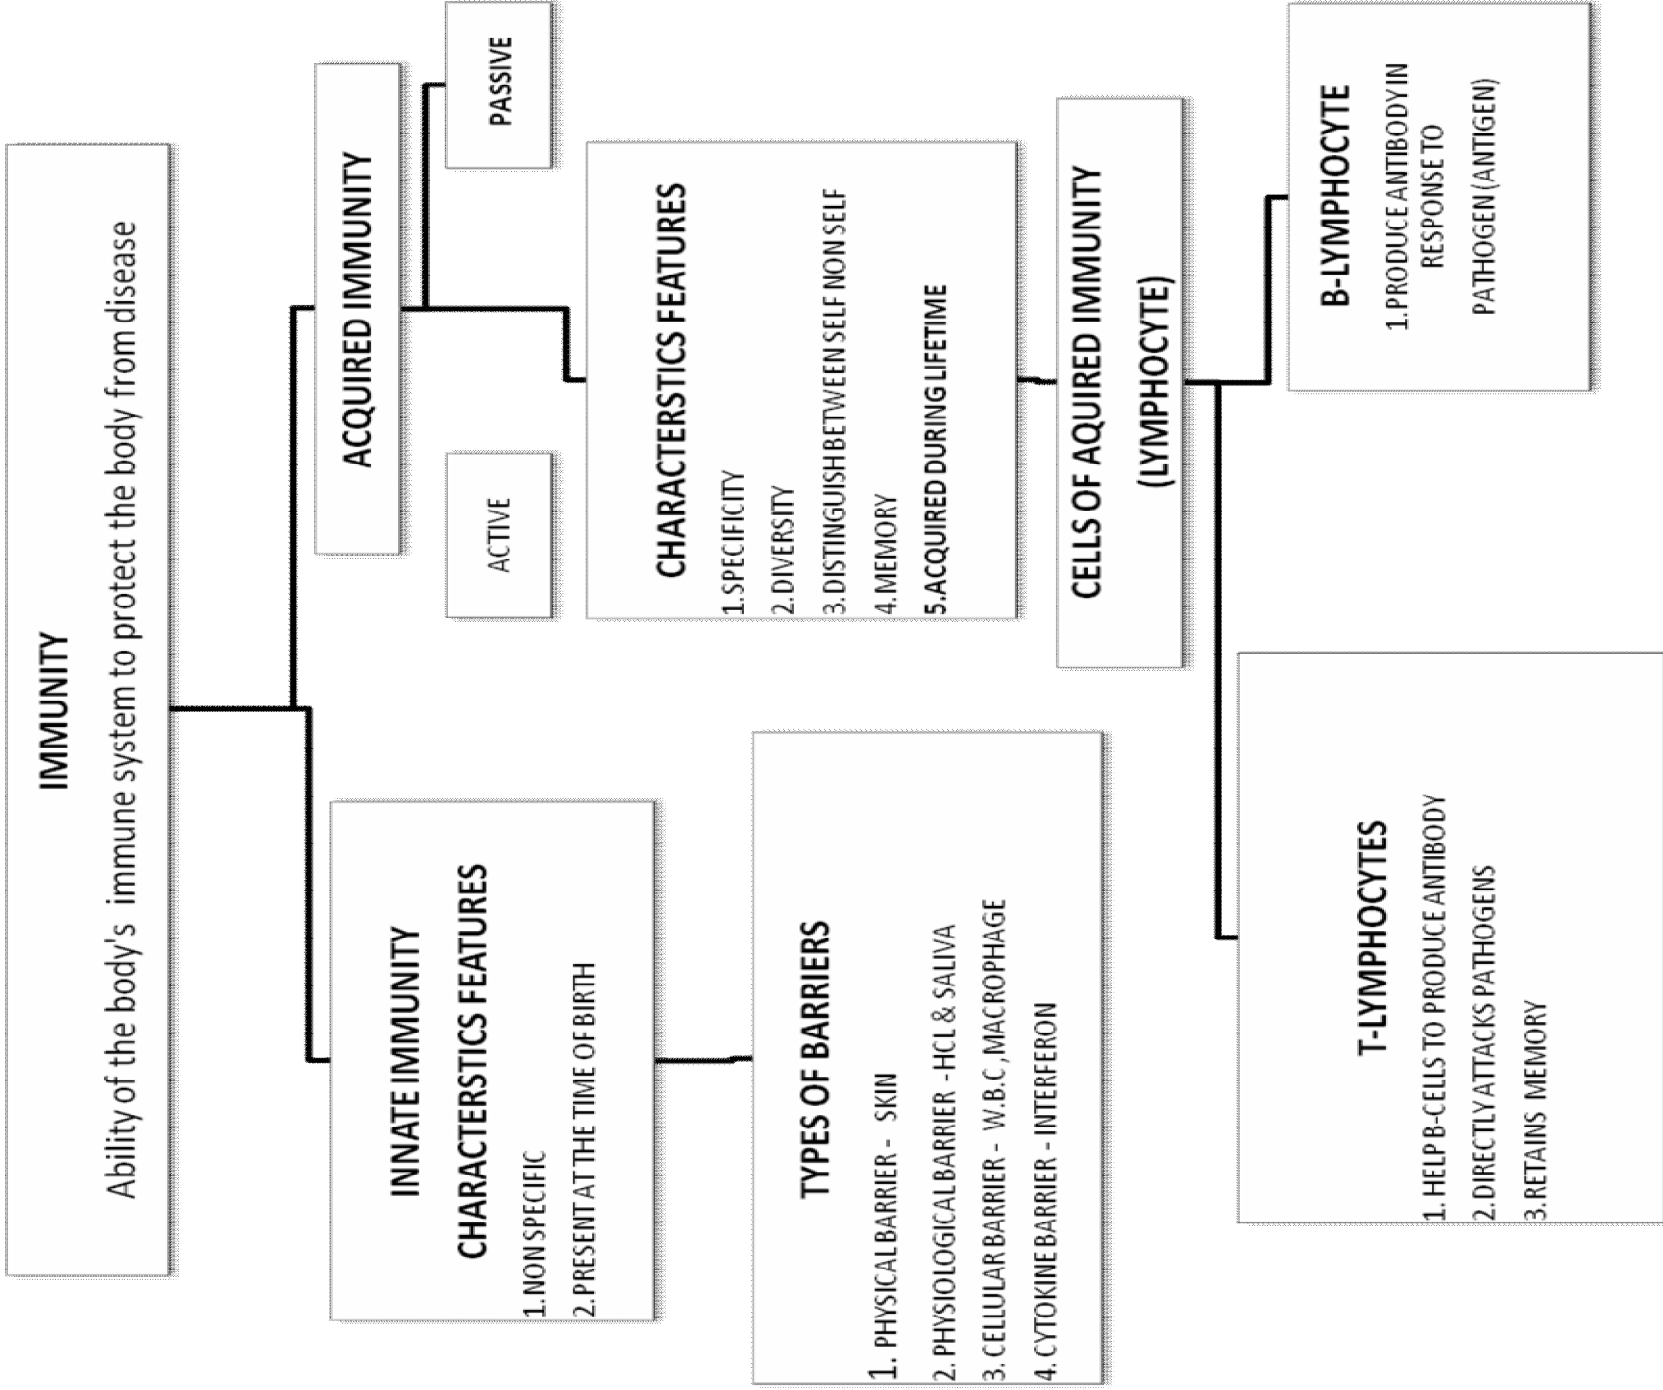 IMMUNITY
Ability of the body's immune system to protect the body from disease
INNATE IMMUNITY
CHARACTERSTICS FEATURES
1.NON SPECIFIC
2.PRESENT AT THE TIME OF BIRTH
TYPES OF BARRIERS
1. PHYSICAL BARRIER - SKIN
2. PHYSIOLOGICAL BARRIER -HCL & SALIVA
3. CELLULAR BARRIER - W.B.C , MACROPHAGE
4. CYTOKINE BARRIER - INTERFERON
ACQUIRED IMMUNITY
ACTIVE
PASSIVE
CHARACTERSTICS FEATURES
1.SPECIFICITY
2.DIVERSITY
3.DISTINGUISH BETWEEN SELF NON SELF
4.MEMORY
5.ACQUIRED DURING LIFETIME
CELLS OF AQUIRED IMMUNITY
(LYMPHOCYTE)
T-LYMPHOCYTES
1. HELP B-CELLS TO PRODUCE ANTIBODY
2.DIRECTLY ATTACKS PATHOGENS
3.RETAINS MEMORY
B-LYMPHOCYTE
1.PRODUCE ANTIBODY IN
RESPONSE TO
PATHOGEN (ANTIGEN)